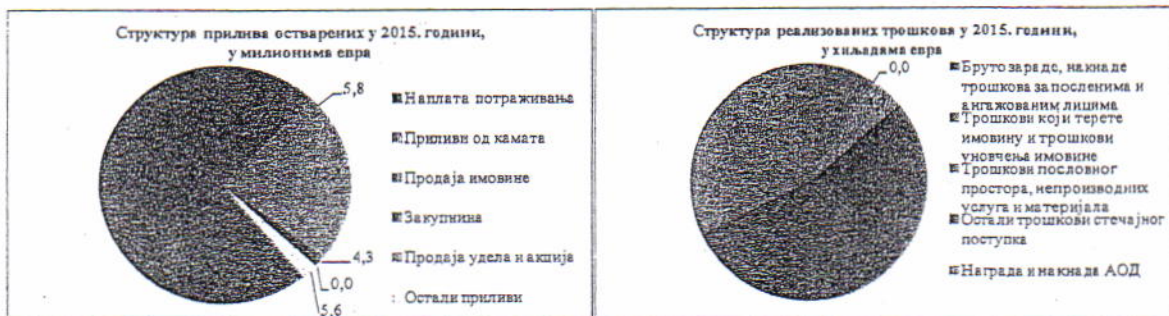 Структура прилива остварених у 2015. години,
у милионима евра
5,8
Наплата потраживања
Приливи од камата
Продаја имовине
Закупнина
4,3
Продаја удела и акција
0,0
Остали приливи
5,6
Структура реализованих трошкова у 2015. години,
у хиљадама евра
0,0
Бруто зараде, накнаде
трошкова запосленима и
ангажованим лицима
Трошкови који терете
имовину и трошкови
уновчења имовине
Трошкови пословног
простора, непроизводних
услуга и материјала
Остали трошкови стечајног
поступка
Награда и накнада АОД